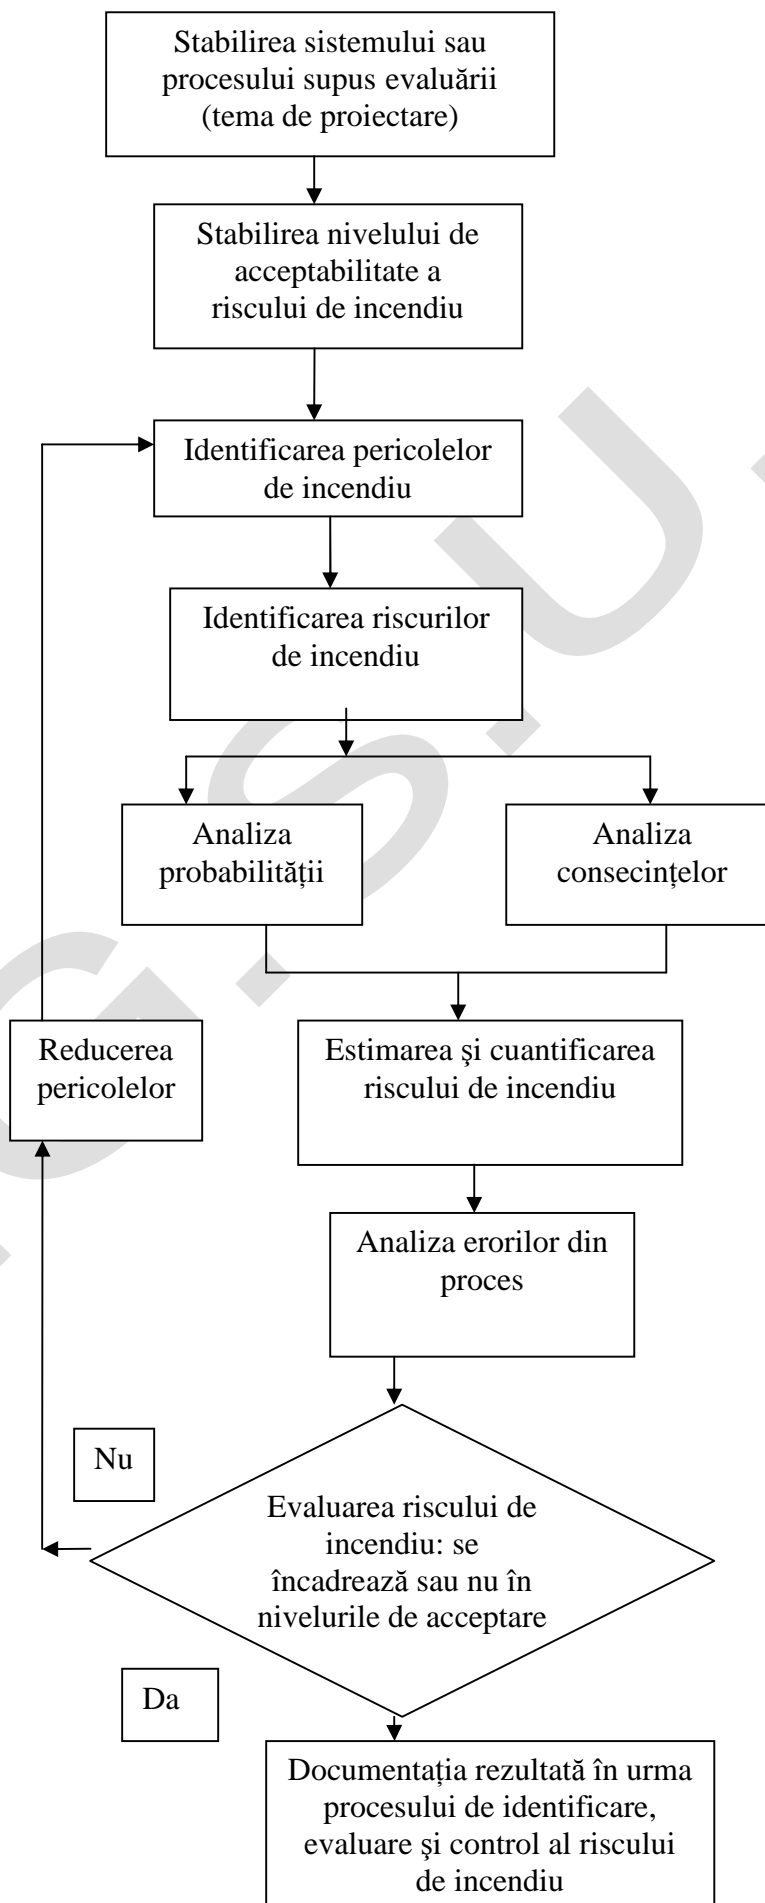 Stabilirea sistemului sau
procesului supus evaluării
(tema de proiectare)
Stabilirea nivelului de
acceptabilitate a
riscului de incendiu
Identificarea pericolelor
de incendiu
Identificarea riscurilor
de incendiu
Analiza
probabilității
Analiza
consecințelor
Reducerea
pericolelor
Estimarea şi cuantificarea
riscului de incendiu
Analiza erorilor din
proces
Nu
Evaluarea riscului de
incendiu: se
încadrează sau nu în
nivelurile de acceptare
Da
Documentația rezultată în urma
procesului de identificare,
evaluare şi control al riscului
de incendiu
G.S.U.